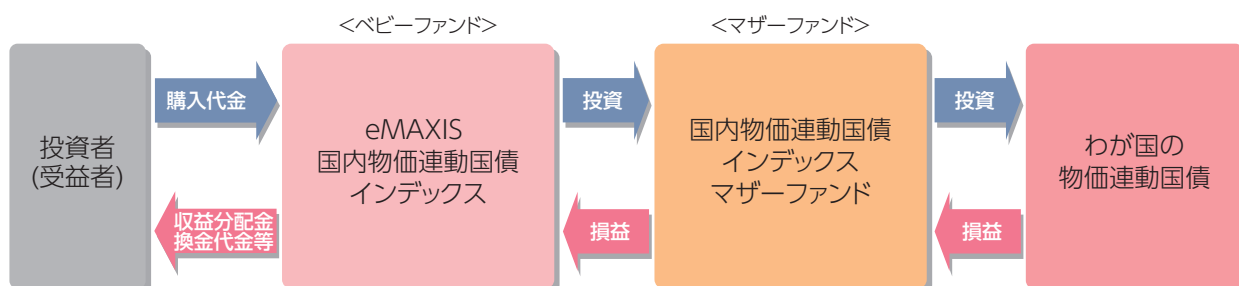 <ベビーファンド>
<マザーファンド>
投資者
(受益者)
購入代金
収益分配金
換金代金等
eMAXIS
国内物価連動国債
インデックス
投資
損益
国内物価連動国債
インデックス
マザーファンド
投資
損益
わが国の
物価連動国債